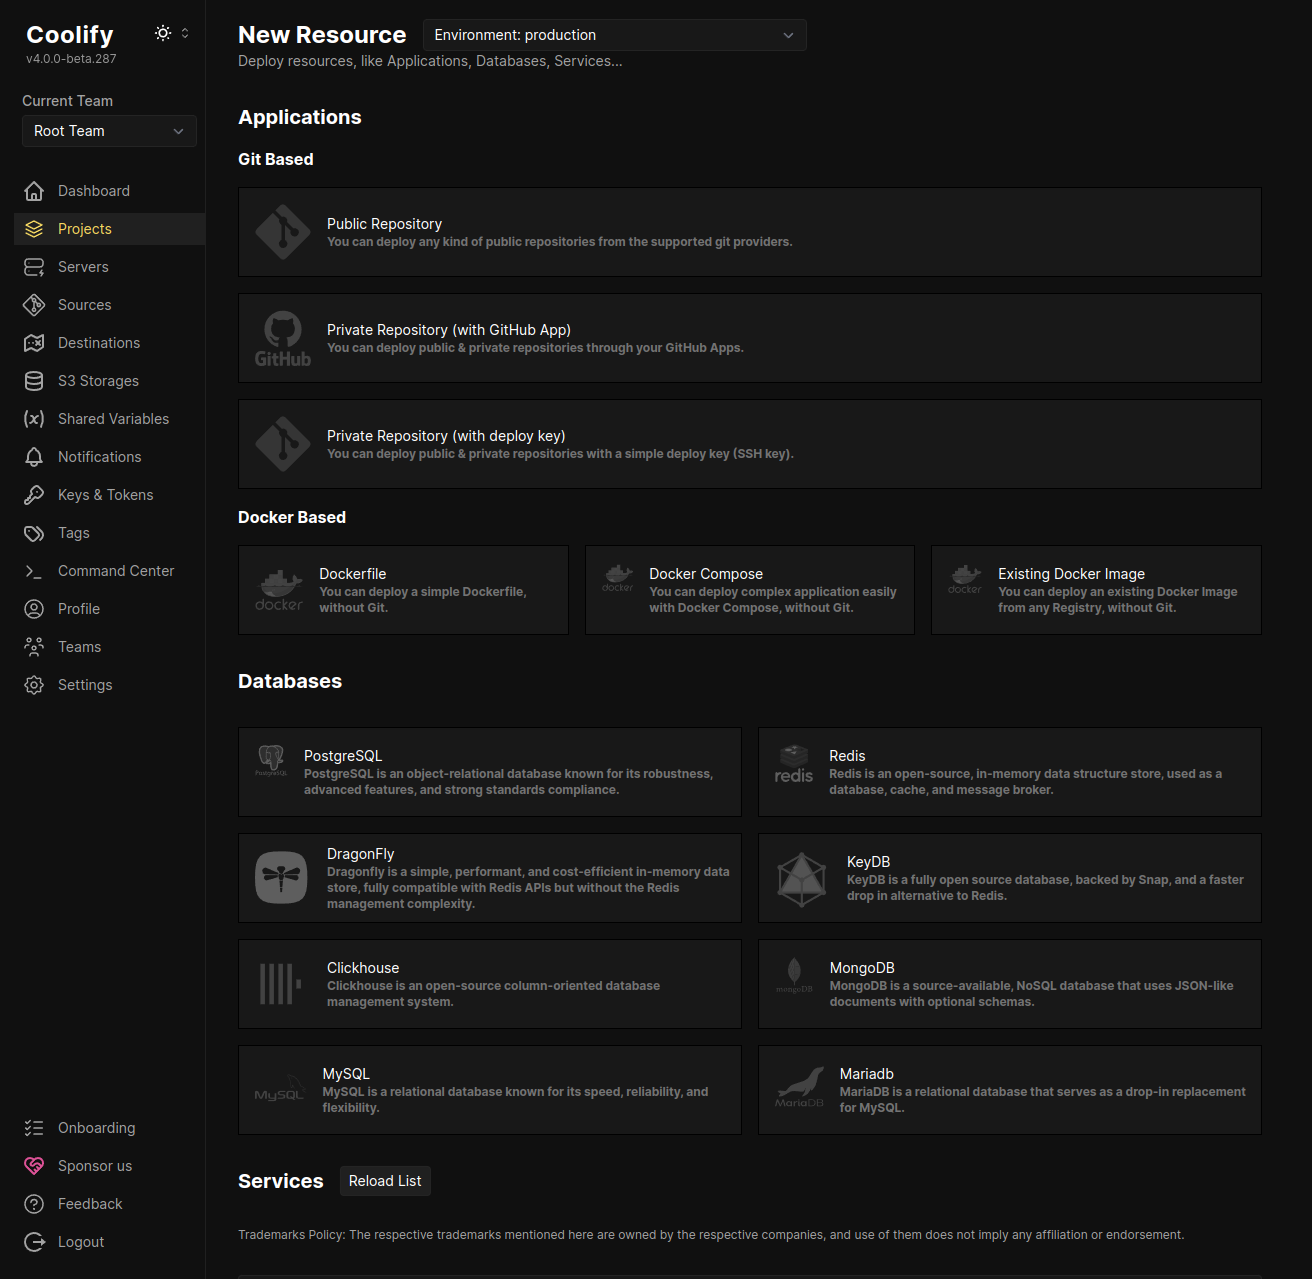 Coolify
v4.0.0-beta.287
Current Team
Root Team
Dashboard
Projects
Servers
Sources
Destinations
S3 Storages
Shared Variables
Notifications
Keys & Tokens
Tags
Command Center
Profile
Teams
Settings
Onboarding
Sponsor us
Feedback
Logout
New Resource
Environment: production
Deploy resources, like Applications, Databases, Services...
Applications
Git Based
Public Repository
You can deploy any kind of public repositories from the supported git providers.
GitHub
Private Repository (with GitHub App)
You can deploy public & private repositories through your GitHub Apps.
Private Repository (with deploy key)
You can deploy public & private repositories with a simple deploy key (SSH key).
Docker Based
docker
Dockerfile
You can deploy a simple Dockerfile,
without Git.
docker
Docker Compose
You can deploy complex application easily
with Docker Compose, without Git.
docker
Existing Docker Image
You can deploy an existing Docker Image
from any Registry, without Git.
Databases
PostgreSQL
PostgreSQL
PostgreSQL is an object-relational database known for its robustness,
advanced features, and strong standards compliance.
redis
Redis
Redis is an open-source, in-memory data structure store, used as a
database, cache, and message broker.
DragonFly
Dragonfly is a simple, performant, and cost-efficient in-memory data
store, fully compatible with Redis APIs but without the Redis
management complexity.
KeyDB
KeyDB is a fully open source database, backed by Snap, and a faster
drop in alternative to Redis.
Clickhouse
Clickhouse is an open-source column-oriented database
management system.
mongoDB
MongoDB
MongoDB is a source-available, NoSQL database that uses JSON-like
documents with optional schemas.
MySQL
MySQL
MySQL is a relational database known for its speed, reliability, and
flexibility.
MariaDB
Mariadb
MariaDB is a relational database that serves as a drop-in replacement
for MySQL.
Services
Reload List
Trademarks Policy: The respective trademarks mentioned here are owned by the respective companies, and use of them does not imply any affiliation or endorsement.